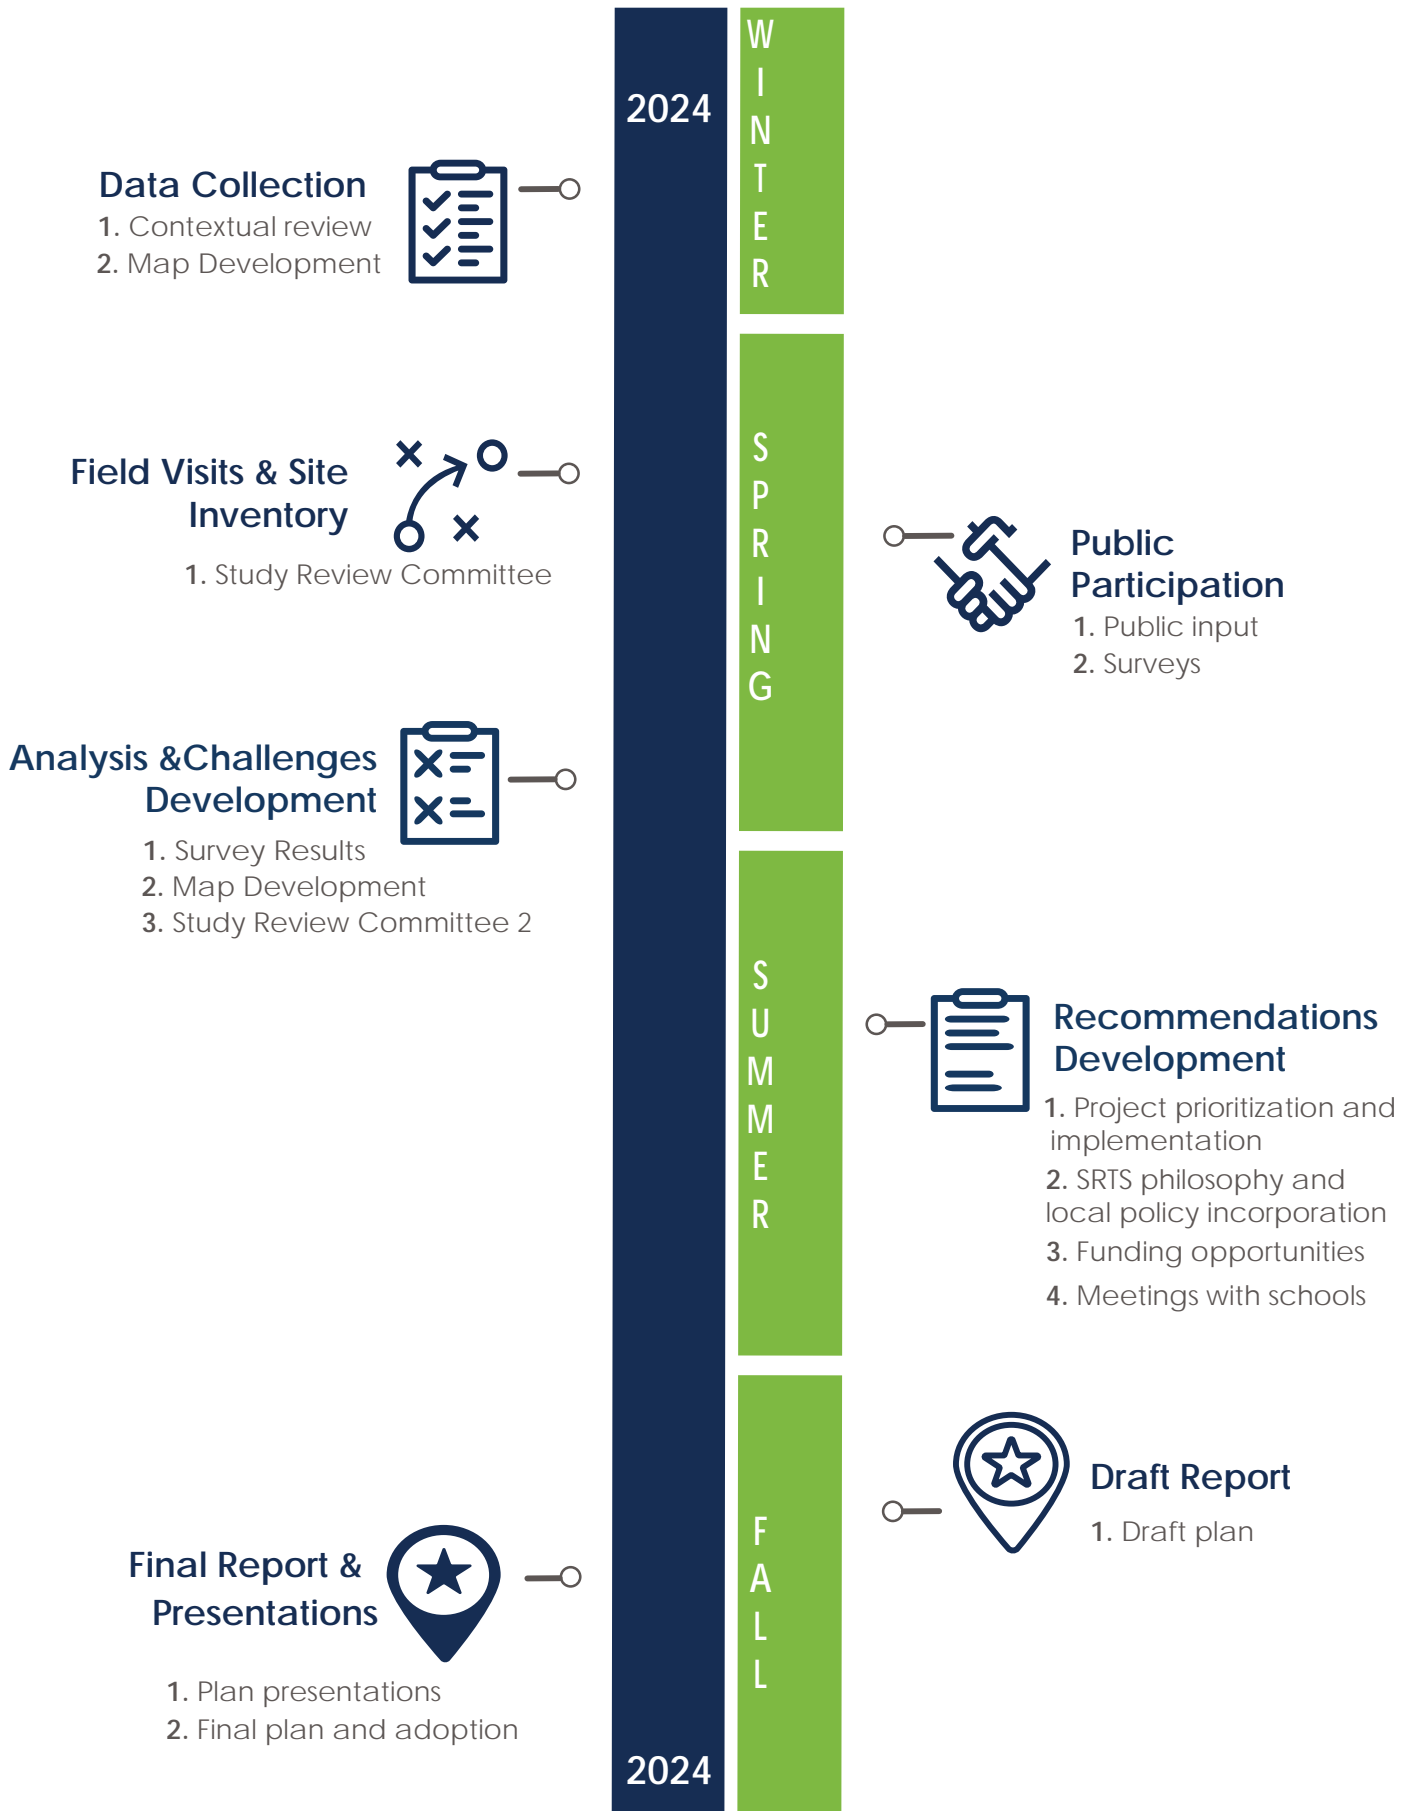 2024
WINTER
Data Collection
1. Contextual review
2. Map Development
SPRING
Field Visits & Site
Inventory
1. Study Review Committee
Public
Participation
1. Public input
2. Surveys
Analysis &Challenges
Development
1. Survey Results
2. Map Development
3. Study Review Committee 2
SUMMER
Recommendations
Development
1. Project prioritization and
implementation
2. SRTS philosophy and
local policy incorporation
3. Funding opportunities
4. Meetings with schools
FALL
Draft Report
1. Draft plan
Final Report &
Presentations
1. Plan presentations
2. Final plan and adoption
2024